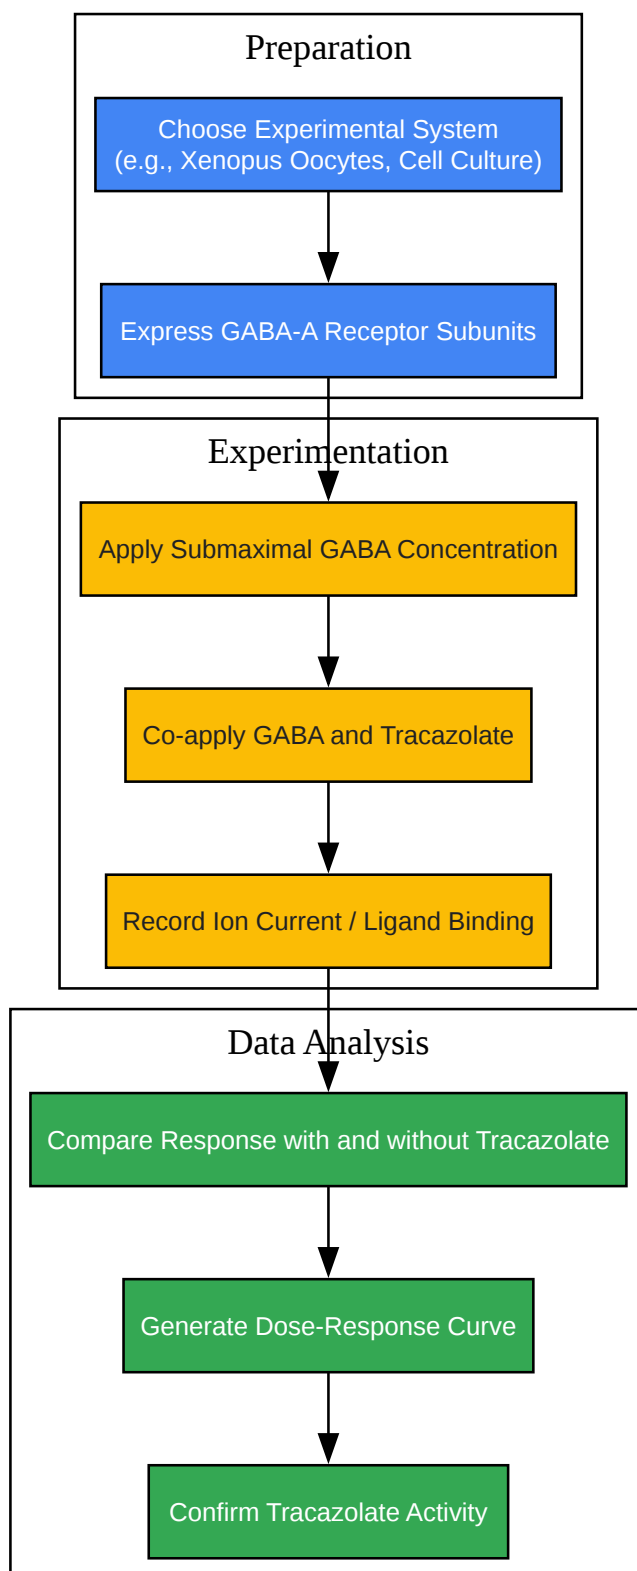 Preparation
Choose Experimental System
(e.g., Xenopus Oocytes, Cell Culture)
Express GABA-A Receptor Subunits
Experimentation
Apply Submaximal GABA Concentration
Co-apply GABA and Tracazolate
Record Ion Current / Ligand Binding
Data Analysis
Compare Response with and without Tracazolate
Generate Dose-Response Curve
Confirm Tracazolate Activity